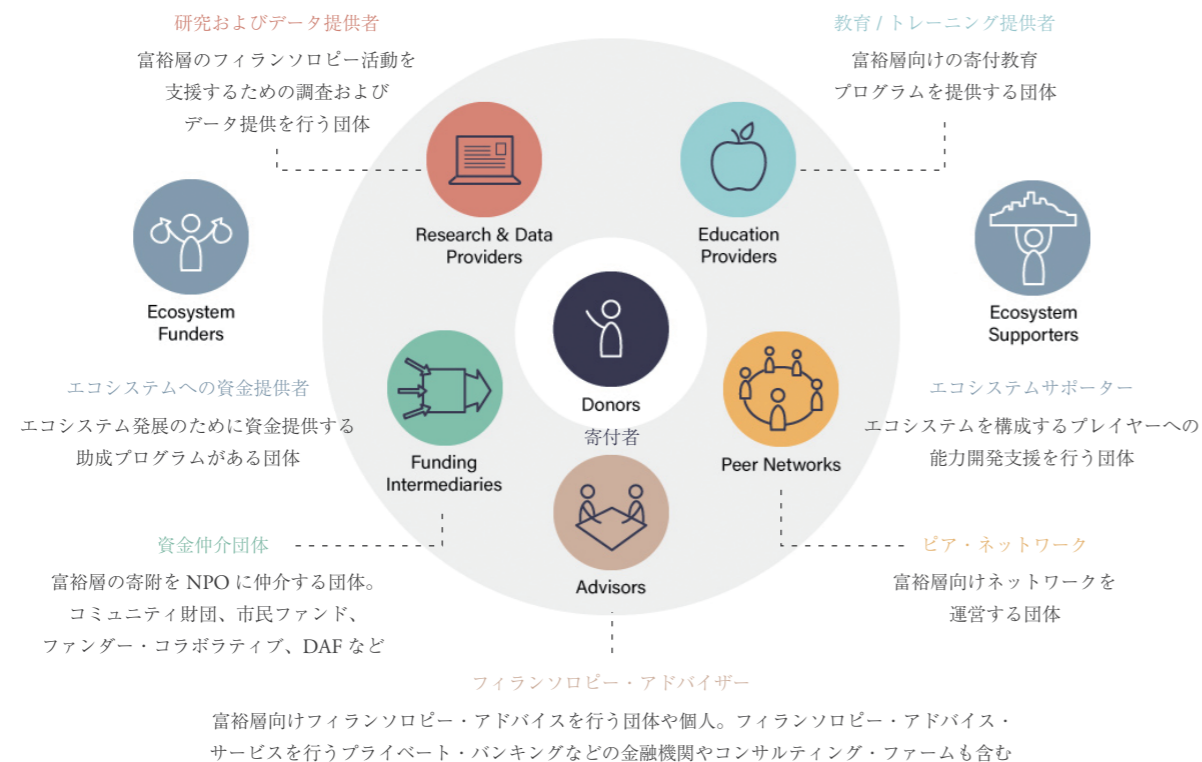 研究およびデータ提供者
富裕層のフィランソロピー活動を
支援するための調査および
データ提供を行う団体
教育 / トレーニング提供者
富裕層向けの寄付教育
プログラムを提供する団体
Research & Data
Providers
Education
Providers
Ecosystem
Funders
エコシステムへの資金提供者
エコシステム発展のために資金提供する
助成プログラムがある団体
Donors
寄付者
Ecosystem
Supporters
エコシステムサポーター
エコシステムを構成するプレイヤーへの
能力開発支援を行う団体
Funding
Intermediaries
Peer Networks
Advisors
資金仲介団体
富裕層の寄附を NPO に仲介する団体。
コミュニティ財団、市民ファンド、
ファンダー・コラボラティブ、DAF など
ピア・ネットワーク
富裕層向けネットワークを
運営する団体
フィランソロピー・アドバイザー
富裕層向けフィランソロピー・アドバイスを行う団体や個人。フィランソロピー・アドバイス・
サービスを行うプライベート・バンキングなどの金融機関やコンサルティング・ファームも含む